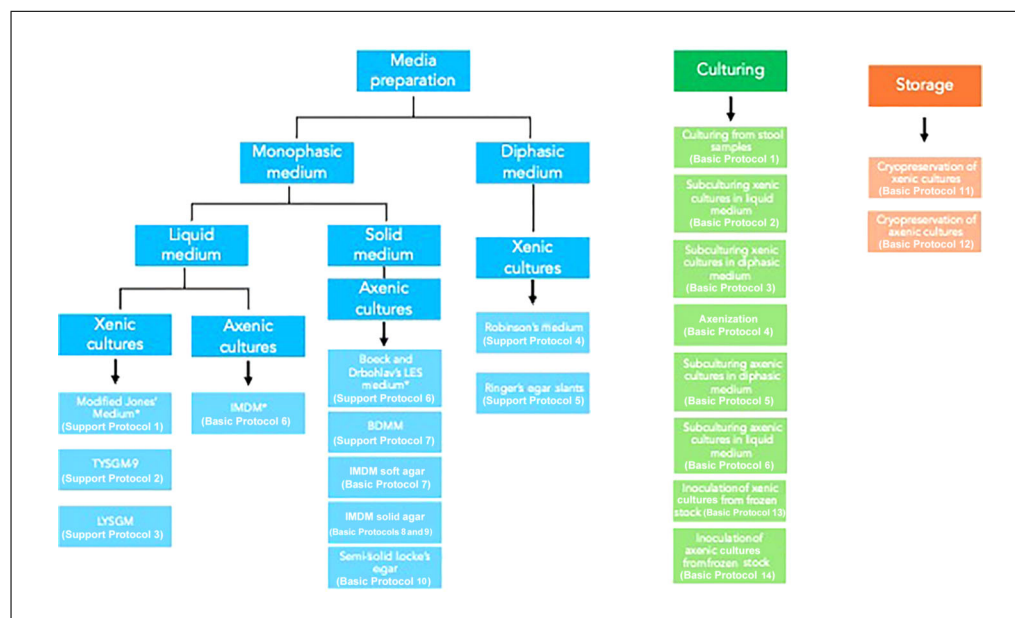 Media
preparation
Culturing
Storage
Monophasic
medium
Diphasic
medium
Liquid
medium
Solid
medium
Xenic
cultures
Axenic
cultures
Xenic
cultures
Axenic
cultures
Modified Jones'
Medium*
(Support Protocol 1)
TYSGM-9
(Support Protocol 2)
LYSGM
(Support Protocol 3)
IMDM*
(Basic Protocol 6)
Boeck and
Drbohlav's LES
medium*
(Support Protocol 6)
BDMM
(Support Protocol 7)
IMDM soft agar
(Basic Protocol 7)
IMDM solid agar
(Basic Protocols 8 and 9)
Semi-solid Locke's
egar
(Basic Protocol 10)
Robinson's medium
(Support Protocol 4)
Ringer's egar slants
(Support Protocol 5)
Culturing from stool
samples
(Basic Protocol 1)
Subculturing xenic
cultures in liquid
medium
(Basic Protocol 2)
Subculturing xenic
cultures in diphasic
medium
(Basic Protocol 3)
Axenization
(Basic Protocol 4)
Subculturing axenic
cultures in diphasic
medium
(Basic Protocol 5)
Subculturing axenic
cultures in liquid
medium
(Basic Protocol 6)
Inoculation of xenic
cultures from frozen
stock (Basic Protocol 13)
Inoculation of
axenic cultures
from frozen stock
(Basic Protocol 14)
Cryopreservation of
xenic cultures
(Basic Protocol 11)
Cryopreservation of
axenic cultures
(Basic Protocol 12)